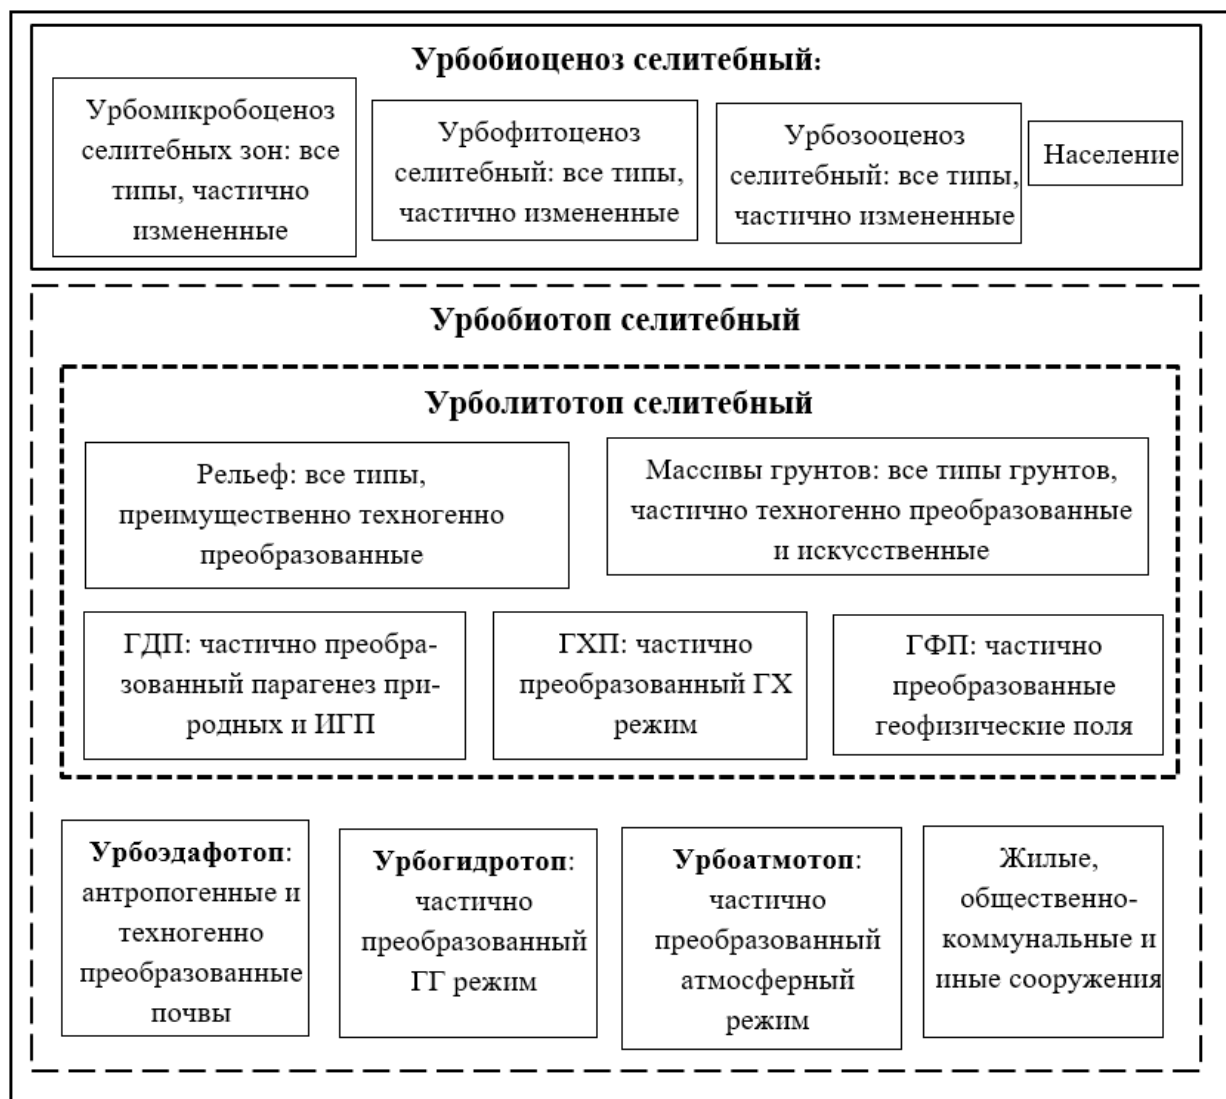 Урбобиоценоз селитебный:
Урбомикробоценоз
селитебных зон: все
типы, частично
измененные
Урбофитоценоз
селитебный: все типы,
частично измененные
Урбозооценоз
селитебный: все типы,
частично измененные
Население
Урбобиотоп селитебный
Урболитотоп селитебный
Рельеф: все типы,
преимущественно техногенно
преобразованные
Массивы грунтов: все типы грунтов,
частично техногенно преобразованные
и искусственные
ГДП: частично преобра-
зованный парагенез при-
родных и ИГП
ГХП: частично
преобразованный ГХ
режим
ГФП: частично
преобразованные
геофизические поля
Урбоэдафотоп:
антропогенные и
техногенно
преобразованные
почвы
Урбогидротоп:
частично
преобразованный
ГГ режим
Урбоатмотоп:
частично
преобразованный
атмосферный
режим
Жилые,
общественно-
коммунальные и
иные сооружения